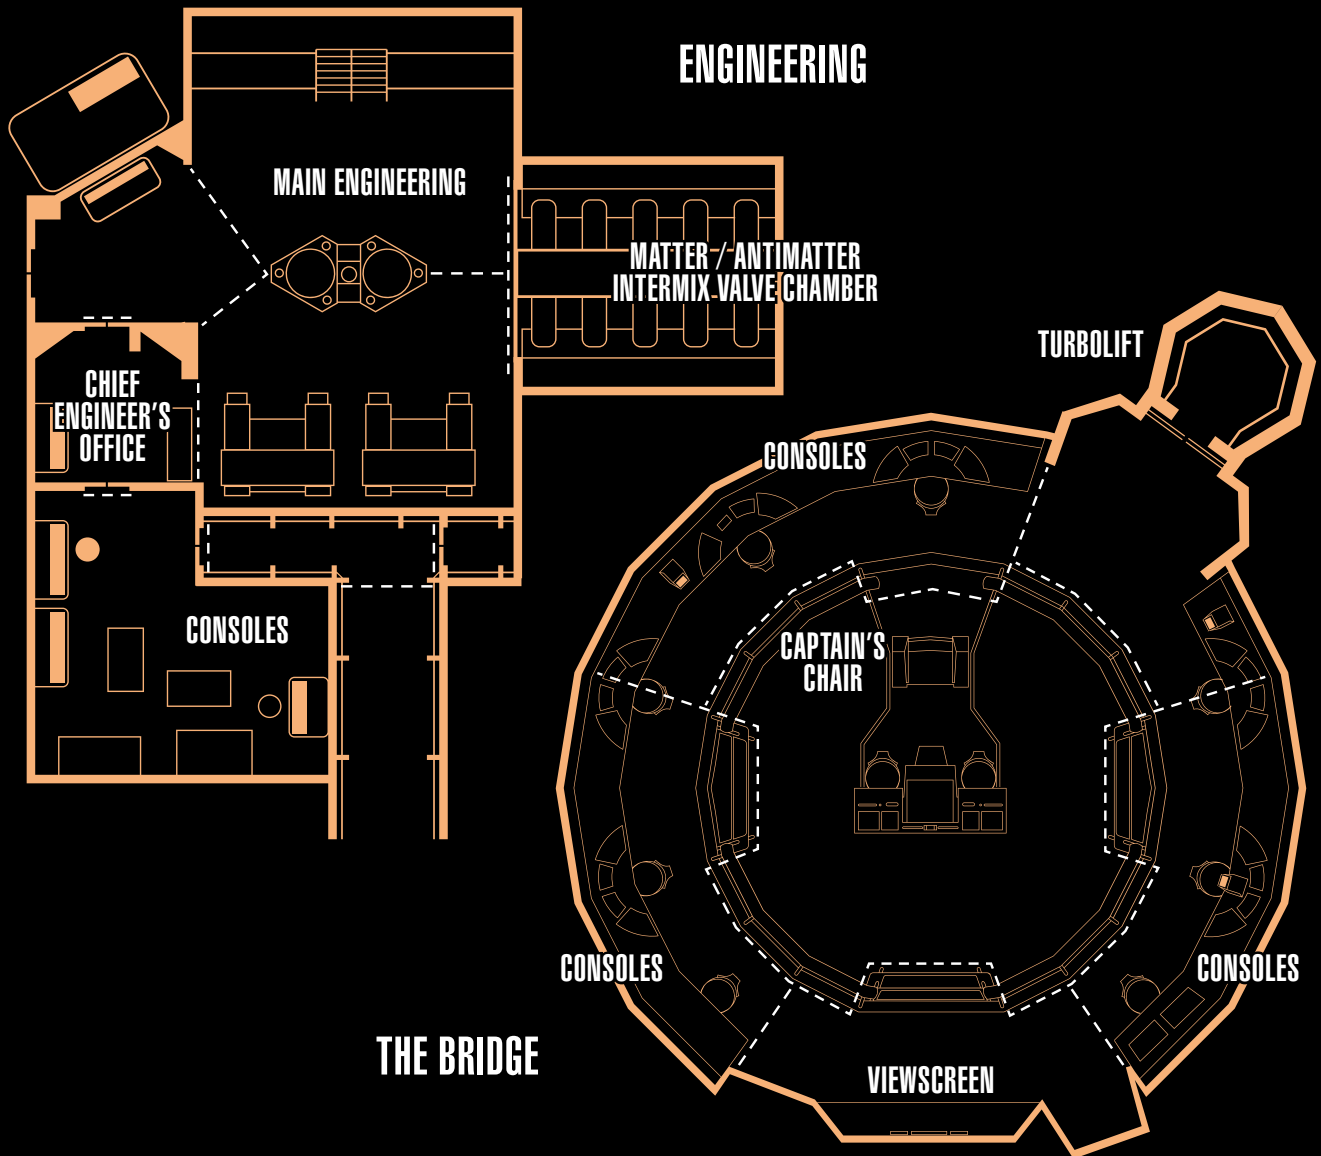 ENGINEERING
MAIN ENGINEERING
MATTER / ANTIMATTER
INTERMIX VALVE CHAMBER
CHIEF
ENGINEER'S
OFFICE
CONSOLES
TURBOLIFT
CONSOLES
CAPTAIN'S
CHAIR
CONSOLES
CONSOLES
THE BRIDGE
VIEWSCREEN